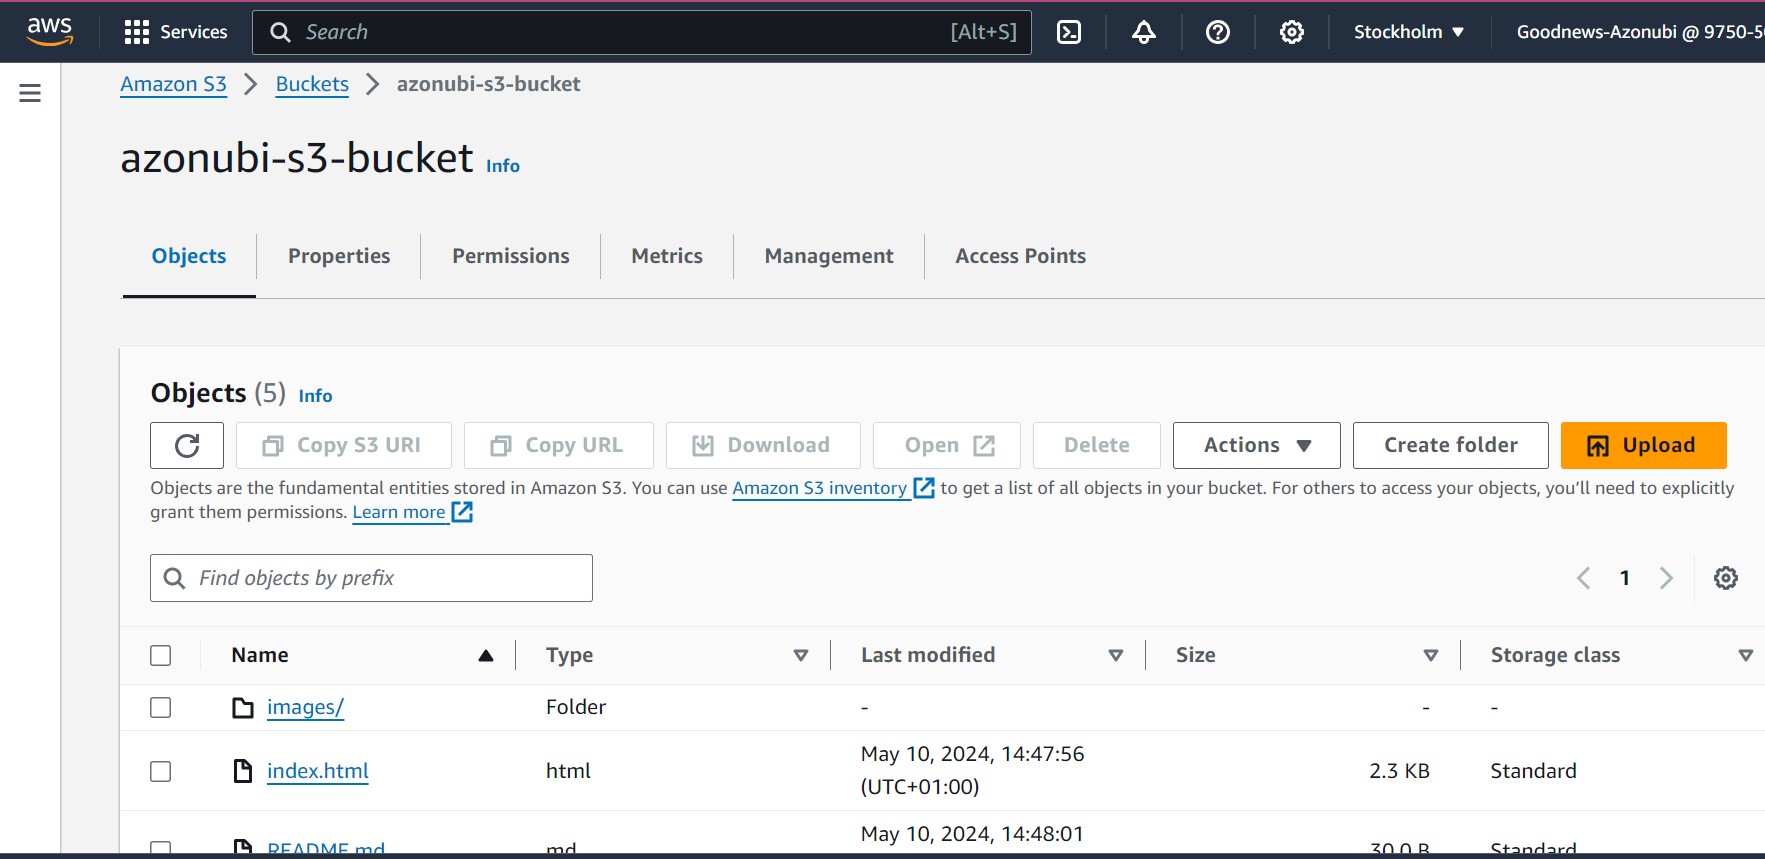 aws Services Search [Alt+S] Stockholm Goodnews-Azonubi @ 9750-5
Amazon S3 Buckets azonubi-s3-bucket
azonubi-s3-bucket Info
Objects Properties Permissions Metrics Management Access Points
Objects (5) Info
Copy S3 URI Copy URL Download Open Delete Actions Create folder Upload
Objects are the fundamental entities stored in Amazon S3. You can use Amazon S3 inventory to get a list of all objects in your bucket. For others to access your objects, you’ll need to explicitly
grant them permissions. Learn more
Find objects by prefix 1
Name Type Last modified Size Storage class
images/ Folder - - -
index.html html May 10, 2024, 14:47:56 (UTC+01:00) 2.3 KB Standard
README.md md May 10, 2024, 14:48:01 30.0 B Standard